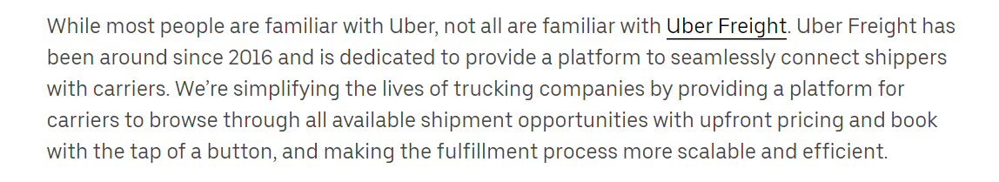 While most people are familiar with Uber, not all are familiar with Uber Freight. Uber Freight has
been around since 2016 and is dedicated to provide a platform to seamlessly connect shippers
with carriers. We’re simplifying the lives of trucking companies by providing a platform for
carriers to browse through all available shipment opportunities with upfront pricing and book
with the tap of a button, and making the fulfillment process more scalable and efficient.